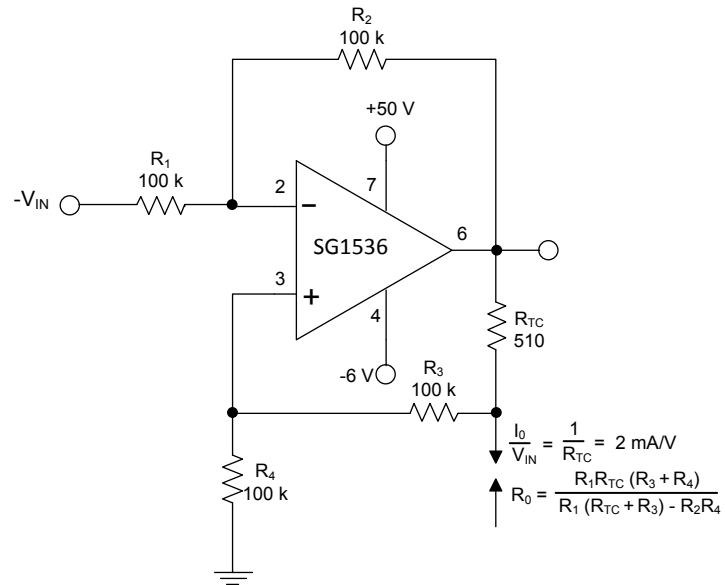 R2
100 k
+50 V
R1
100 k
2
7
-VIN
6
SG1536
3
4
RTC
510
-6 V
R3
100 k
I0/VIN = 1/RTC = 2 mA/V
R4
100 k
R0 = R1RTC (R3 + R4) / R1 (RTC + R3) - R2R4